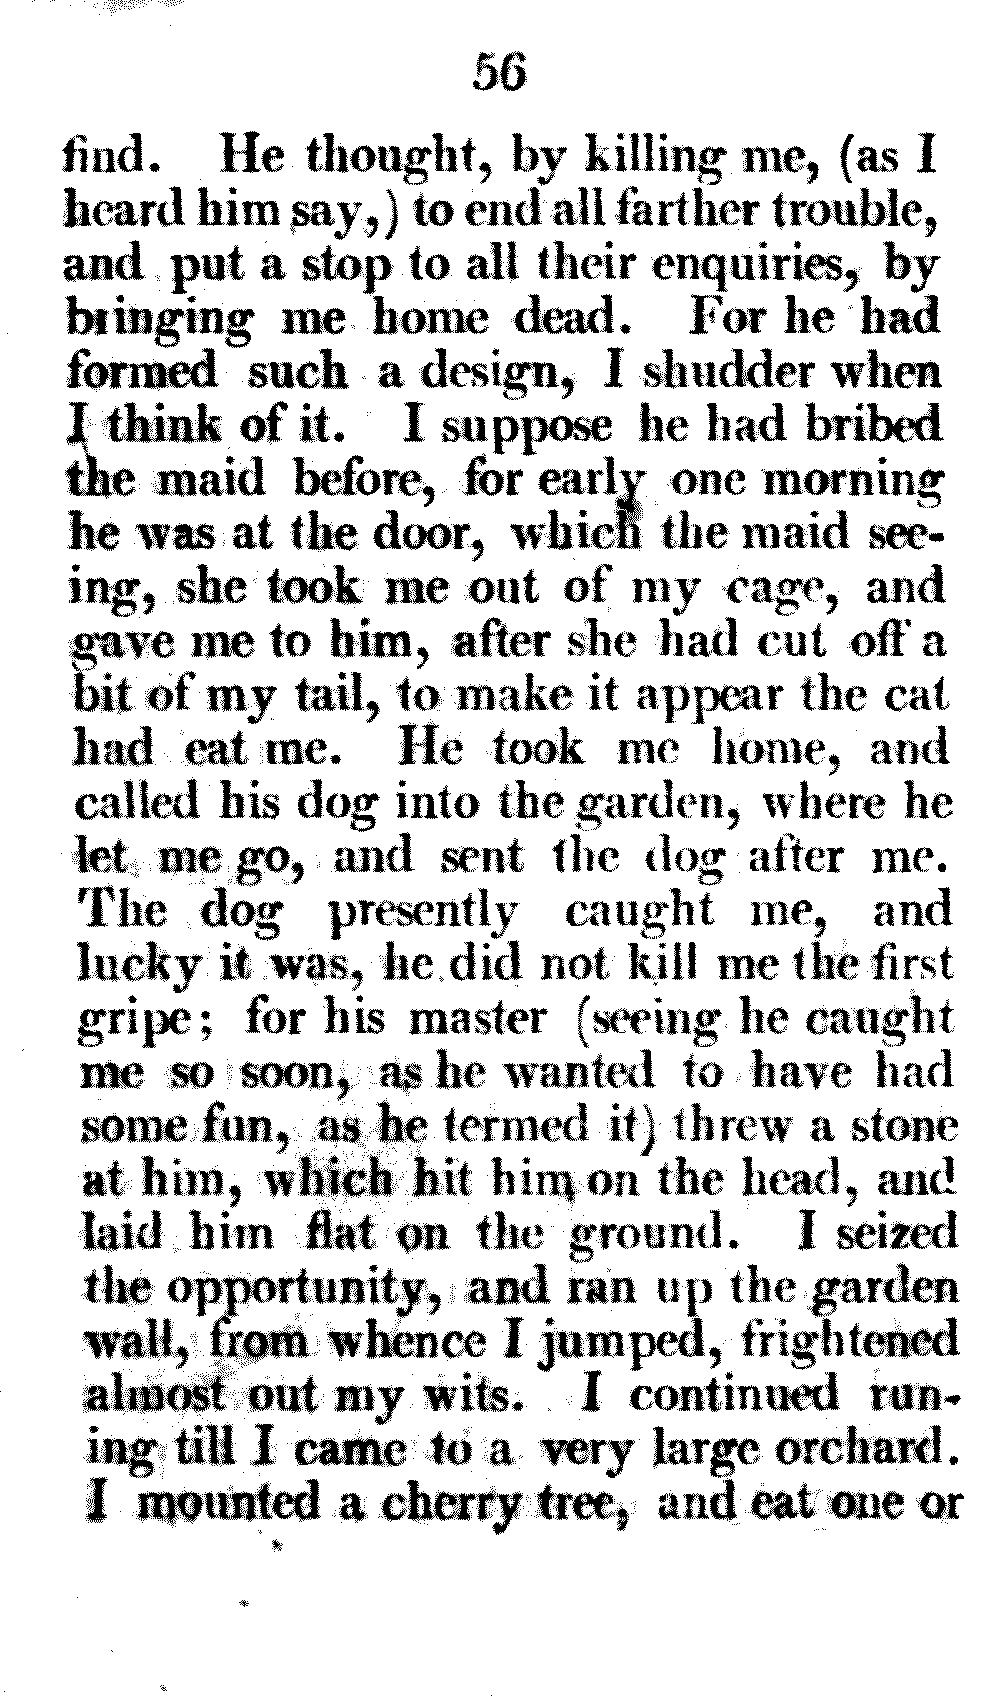 56
find. He thought, by killing me, (as I
heard him say,) to end all farther trouble,
and put a stop to all their enquiries, by
bringing me home dead. For he had
formed such a design, I shudder when
I think of it. I suppose he had bribed
the maid before, for early one morning
he was at the door, which the maid see-
ing, she took me out of my cage, and
gave me to him, after she had cut off a
bit of my tail, to make it appear the cat
had eat me. He took me home, and
called his dog into the garden, where he
let me go, and sent the dog after me.
The dog presently caught me, and
lucky it was, he did not kill me the first
gripe; for his master (seeing he caught
me so soon, as he wanted to have had
some fun, as he termed it) threw a stone
at him, which hit him on the head, and
laid him flat on the ground. I seized
the opportunity, and ran up the garden
wall, from whence I jumped, frightened
almost out my wits. I continued run-
ing till I came to a very large orchard.
I mounted a cherry tree, and eat one or